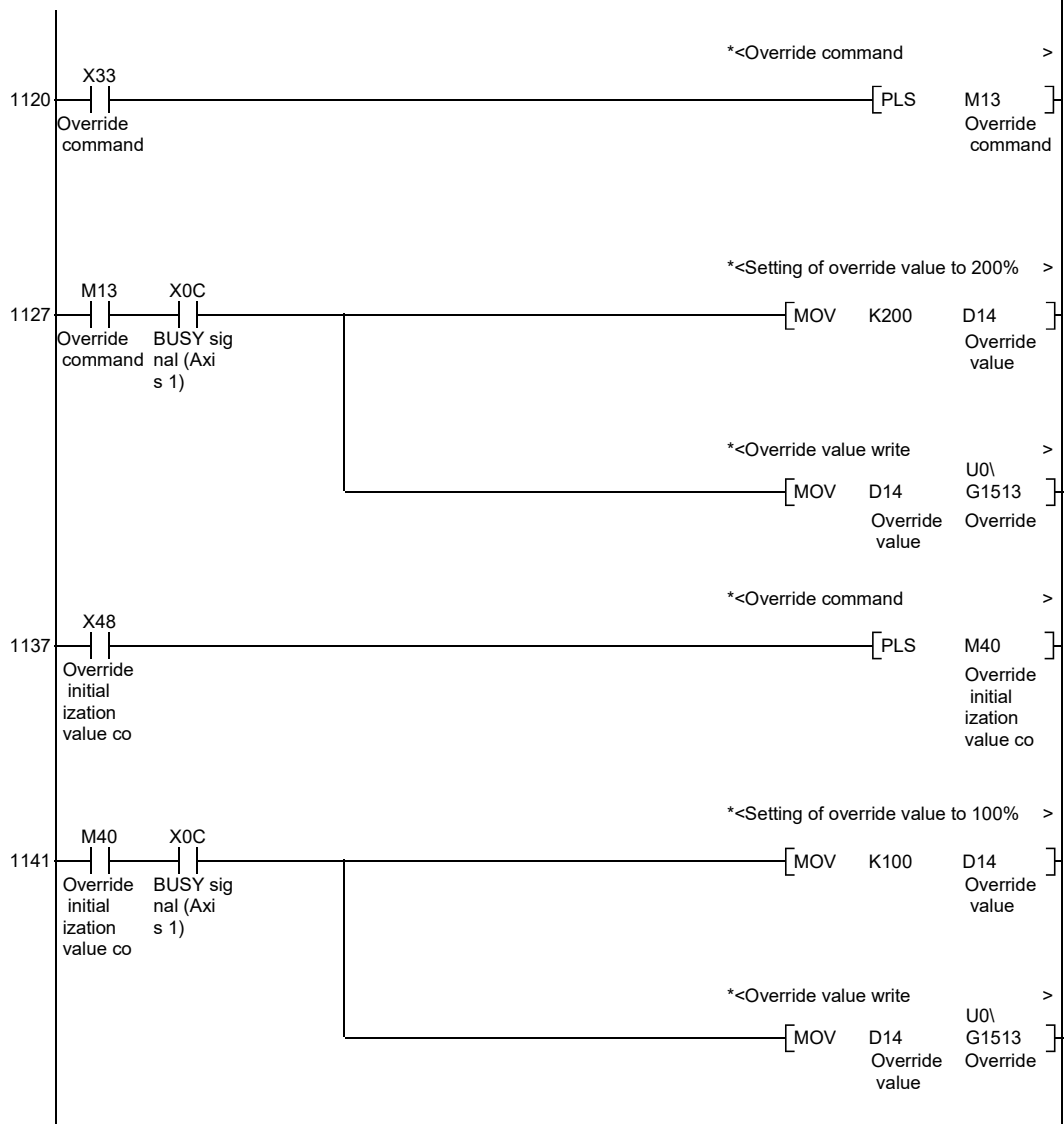 *<Override command >
X33
1120
PLS M13
Override
command
Override
command
*<Setting of override value to 200% >
M13 X0C
1127
MOV K200 D14
Override
command
BUSY sig
nal (Axi
s 1)
Override
value
*<Override value write >
U0\
MOV D14 G1513
Override
value
Override
*<Override command >
X48
1137
PLS M40
Override
initial
ization
value co
Override
initial
ization
value co
*<Setting of override value to 100% >
M40 X0C
1141
MOV K100 D14
Override
initial
ization
value co
BUSY sig
nal (Axi
s 1)
Override
value
*<Override value write >
U0\
MOV D14 G1513
Override
value
Override